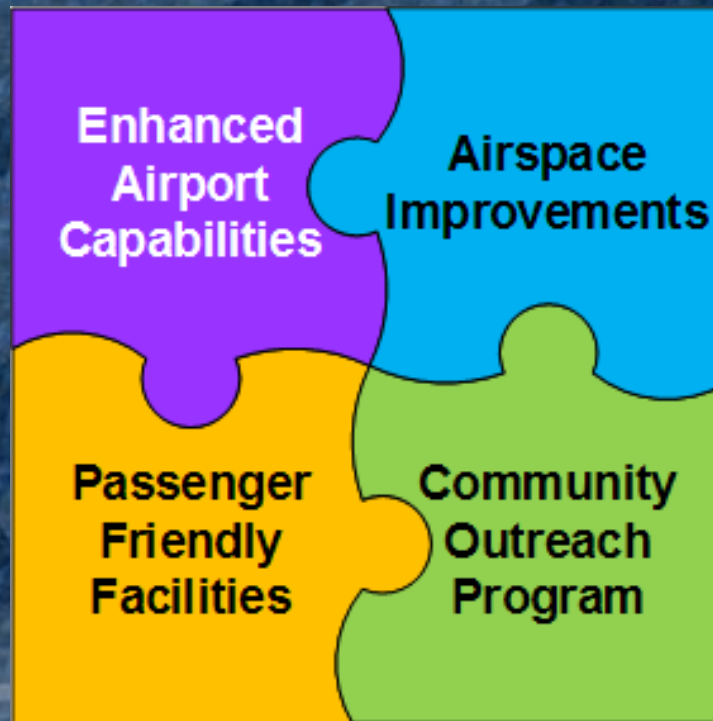 Enhanced
Airport
Capabilities
Airspace
Improvements
Passenger
Friendly
Facilities
Community
Outreach
Program